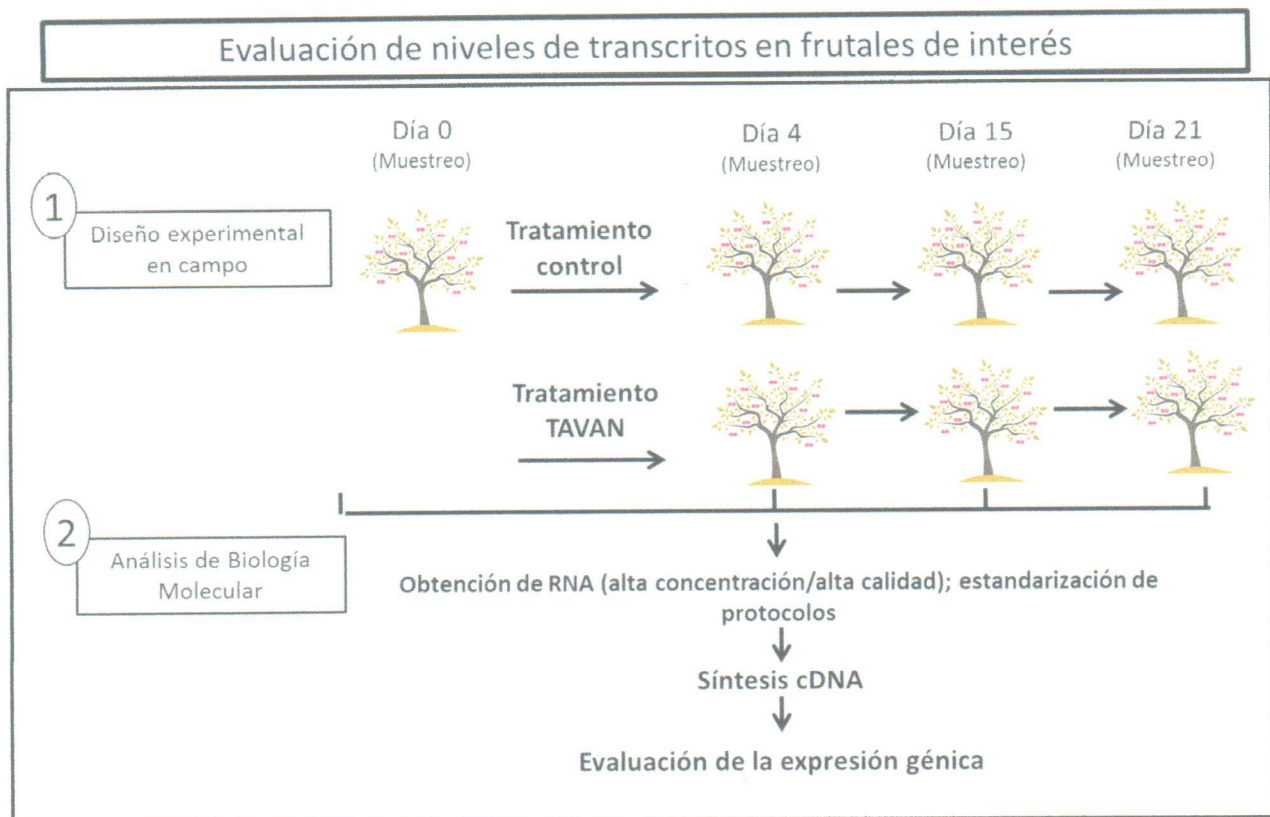 Evaluación de niveles de transcritos en frutales de interés
Día 0
(Muestreo)
Día 4
(Muestreo)
Día 15
(Muestreo)
Día 21
(Muestreo)
1
Diseño experimental
en campo
Tratamiento
control
Tratamiento
TAVAN
2
Análisis de Biología
Molecular
Obtención de RNA (alta concentración/alta calidad); estandarización de
protocolos
Síntesis cDNA
Evaluación de la expresión génica